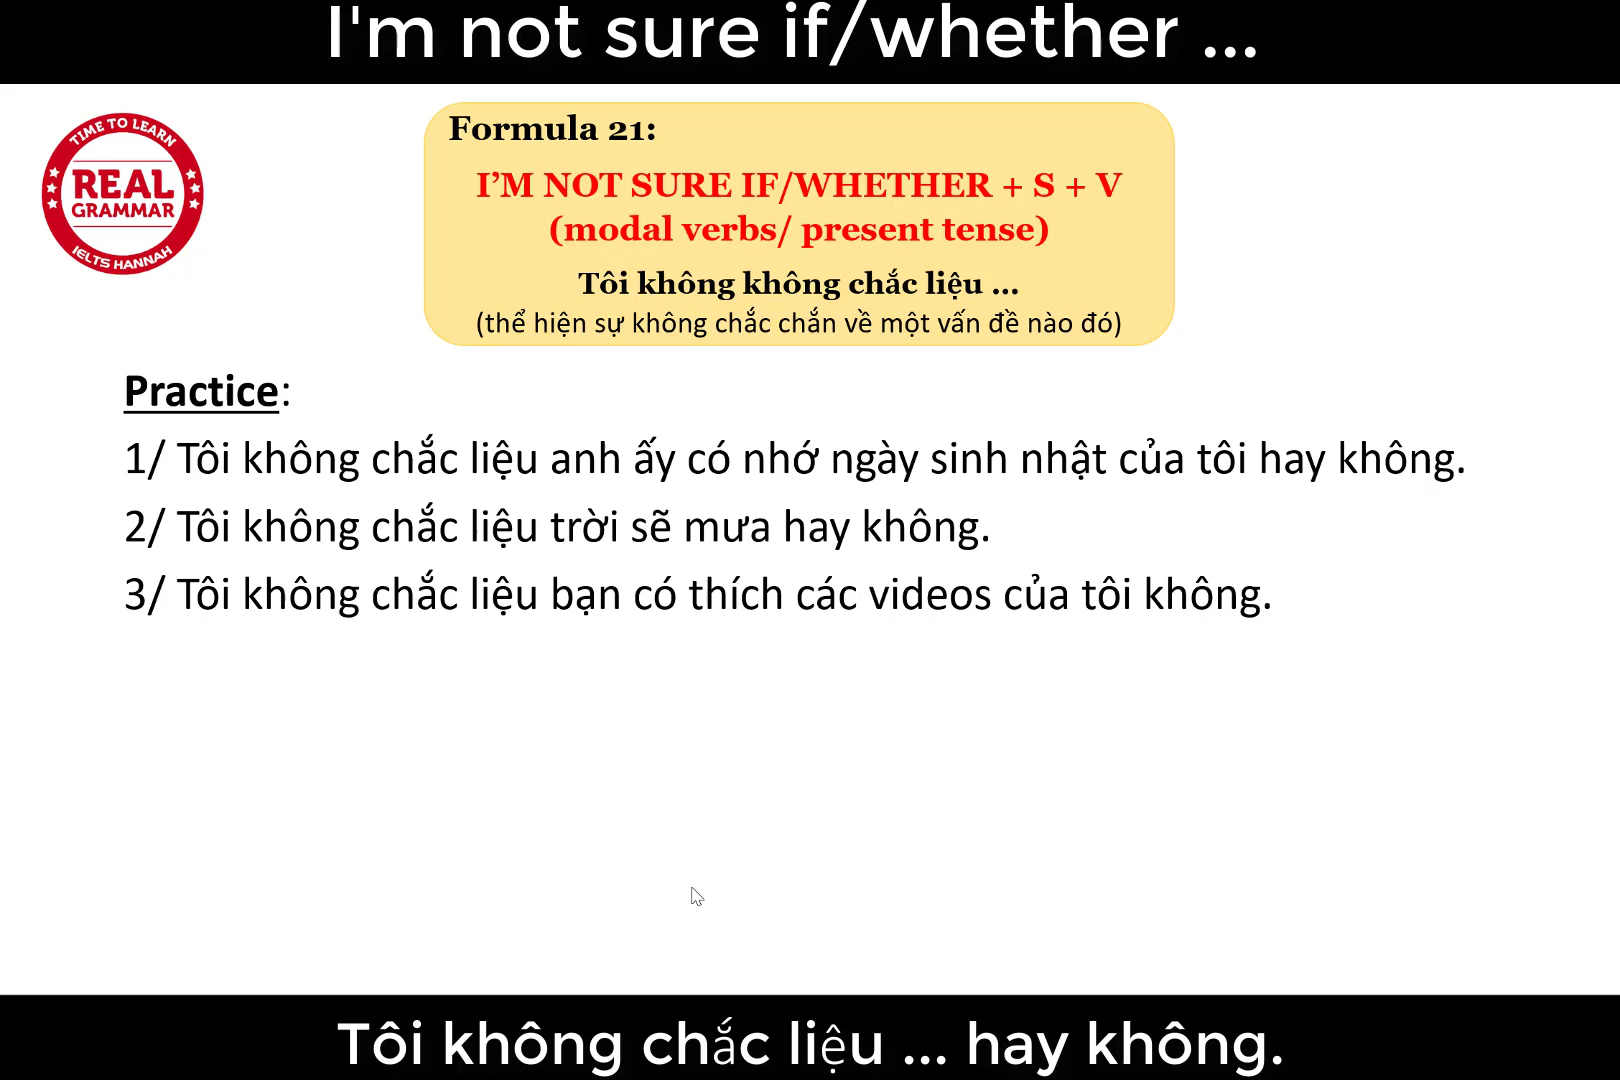 I'm not sure if/whether ...
TIME TO LEARN
REAL
GRAMMAR
IELTS HANNAH
Formula 21:
I’M NOT SURE IF/WHETHER + S + V
(modal verbs/ present tense)
Tôi không không chắc liệu ...
(thể hiện sự không chắc chắn về một vấn đề nào đó)
Practice:
1/ Tôi không chắc liệu anh ấy có nhớ ngày sinh nhật của tôi hay không.
2/ Tôi không chắc liệu trời sẽ mưa hay không.
3/ Tôi không chắc liệu bạn có thích các videos của tôi không.
Tôi không chắc liệu ... hay không.